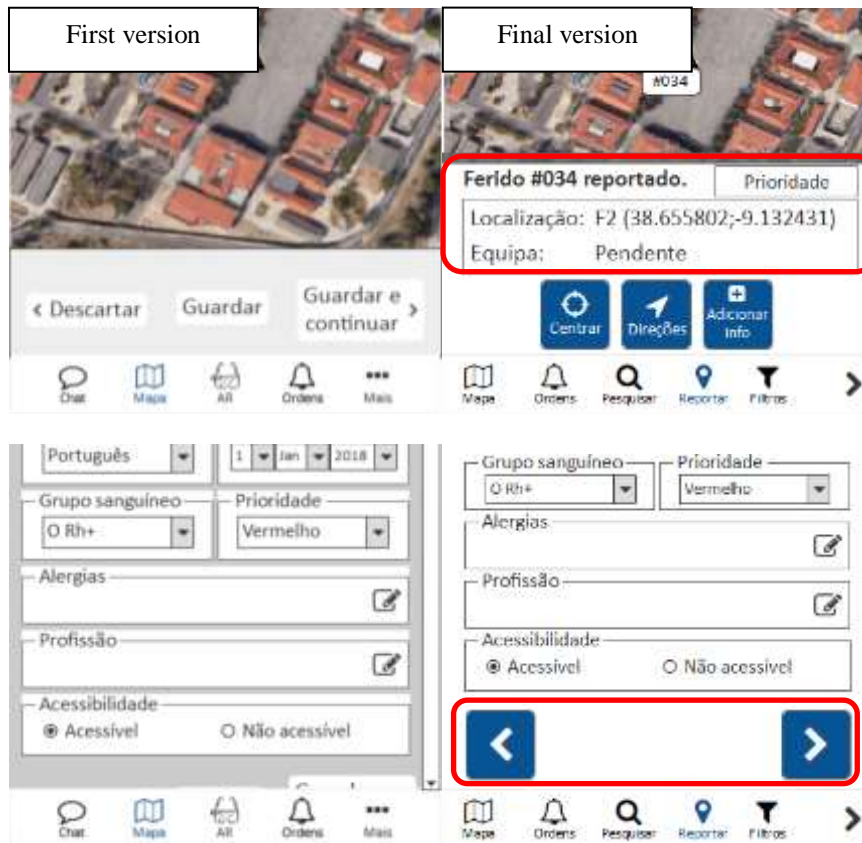 First version
Final version
#034
Ferido #034 reportado.
Prioridade
Localização: F2 (38.655802;-9.132431)
Equipa: Pendente
< Descartar
Guardar
Guardar e
continuar >
Centrar
Direções
Adicionar
info
Chat
Mapa
AR
Ordens
Mais
Mapa
Ordens
Pesquisar
Reportar
Filtros
Português
1
Jan
2018
Grupo sanguíneo
Prioridade
O Rh+
Vermelho
Alergias
Profissão
Acessibilidade
Acessível
Não acessível
Grupo sanguíneo
Prioridade
O Rh+
Vermelho
Alergias
Profissão
Acessibilidade
Acessível
Não acessível
Chat
Mapa
AR
Ordens
Mais
Mapa
Ordens
Pesquisar
Reportar
Filtros